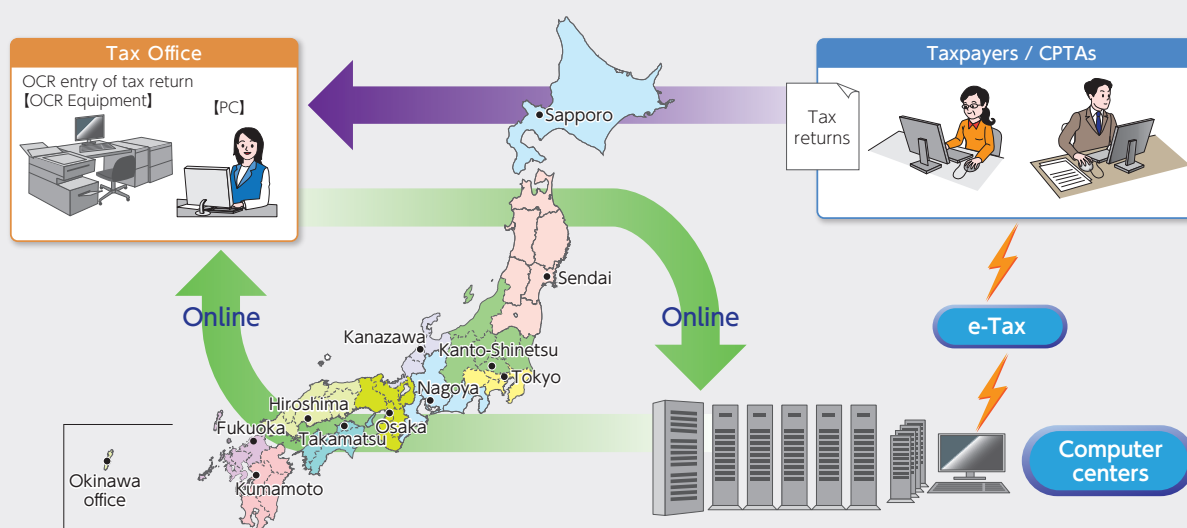 Tax Office
OCR entry of tax return
【OCR Equipment】
【PC】
Taxpayers / CPTAs
Tax
returns
Sapporo
Sendai
Online
Online
e-Tax
Kanazawa
Kanto-Shinetsu
Tokyo
Nagoya
Hiroshima
Osaka
Fukuoka
Takamatsu
Kumamoto
Okinawa
office
Computer
centers